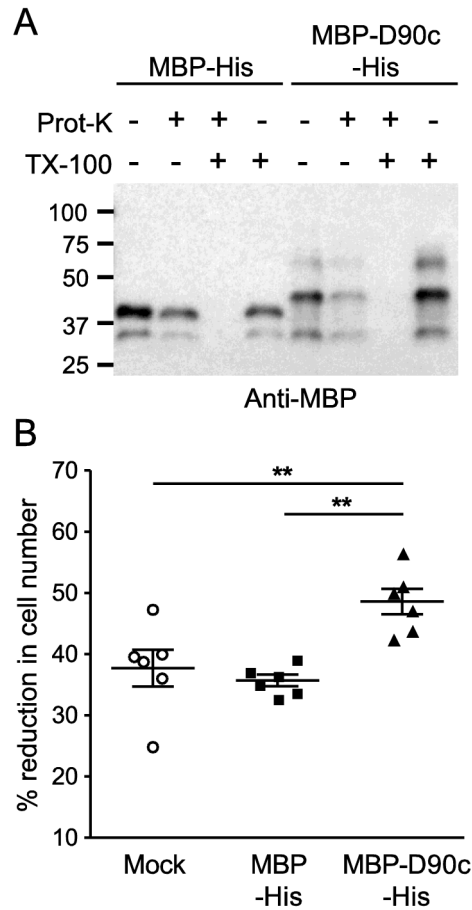 A
MBP-His
MBP-D90c
-His
Prot-K - + + - - + + -
TX-100 - - + + - - + +
100
75
50
37
25
Anti-MBP
B
% reduction in cell number
70
60
50
40
30
20
10
**
**
Mock
MBP
-His
MBP-D90c
-His